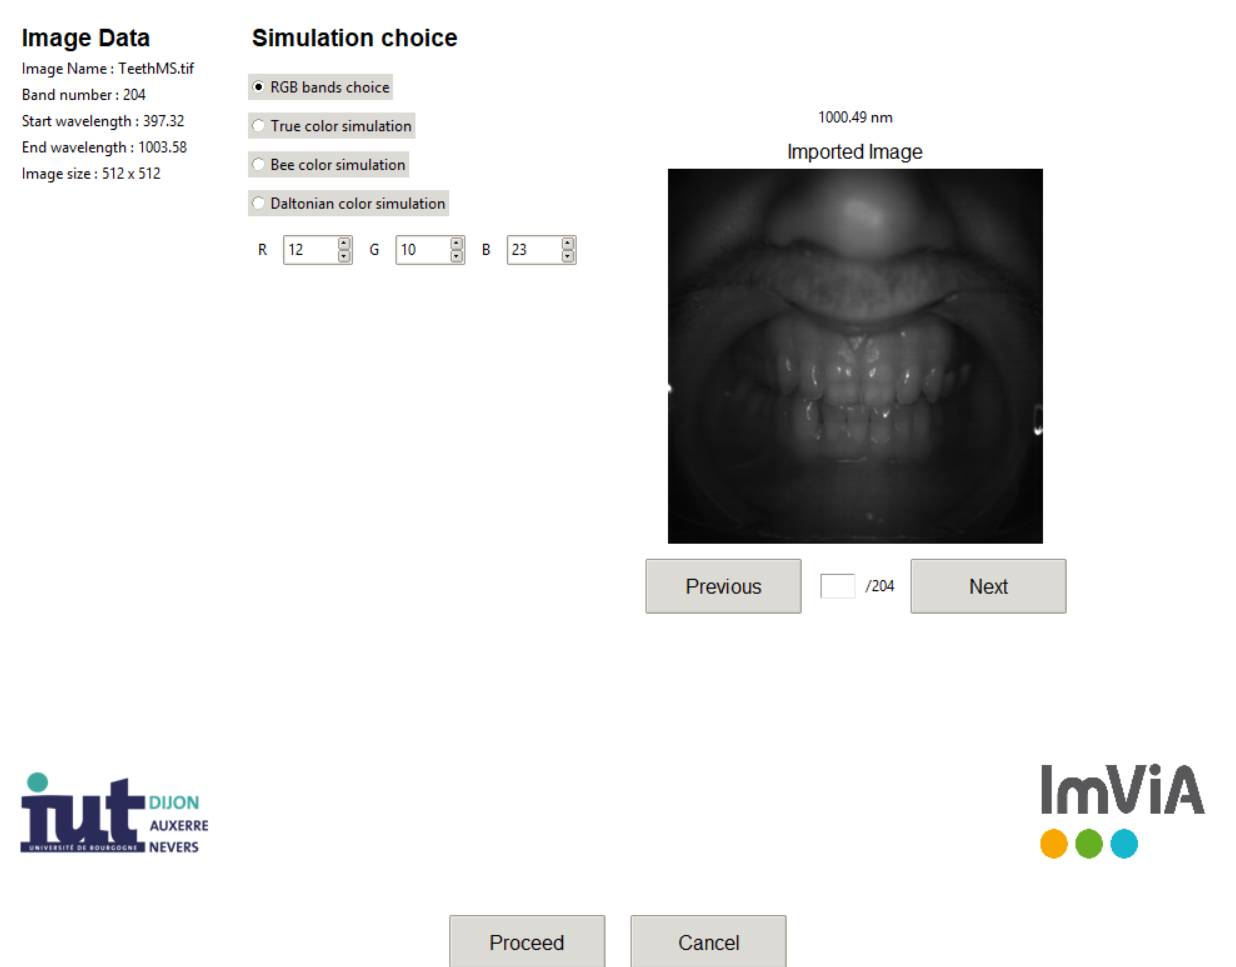 Image Data
Image Name : TeethMS.tif
Band number : 204
Start wavelength : 397.32
End wavelength : 1003.58
Image size : 512 x 512
Simulation choice
RGB bands choice
True color simulation
Bee color simulation
Daltonian color simulation
R 12 G 10 B 23
1000.49 nm
Imported Image
Previous /204 Next
iut
UNIVERSITÉ DE BOURGOGNE
DIJON
AUXERRE
NEVERS
ImViA
Proceed Cancel